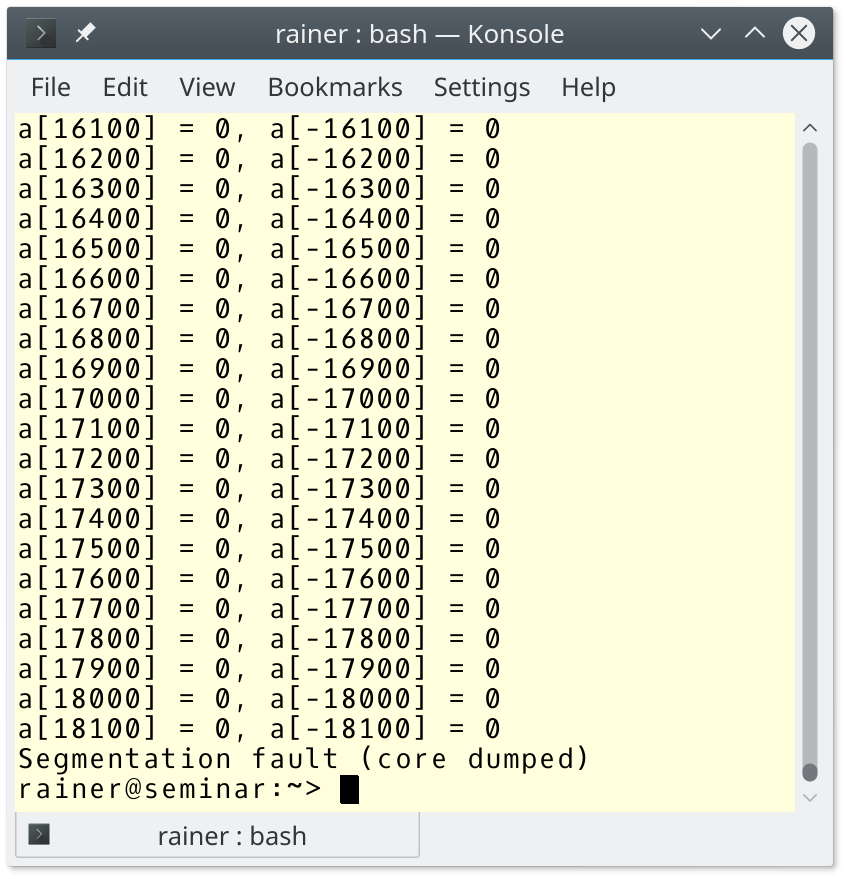 rainer : bash — Konsole
File Edit View Bookmarks Settings Help
a[16100] = 0, a[-16100] = 0
a[16200] = 0, a[-16200] = 0
a[16300] = 0, a[-16300] = 0
a[16400] = 0, a[-16400] = 0
a[16500] = 0, a[-16500] = 0
a[16600] = 0, a[-16600] = 0
a[16700] = 0, a[-16700] = 0
a[16800] = 0, a[-16800] = 0
a[16900] = 0, a[-16900] = 0
a[17000] = 0, a[-17000] = 0
a[17100] = 0, a[-17100] = 0
a[17200] = 0, a[-17200] = 0
a[17300] = 0, a[-17300] = 0
a[17400] = 0, a[-17400] = 0
a[17500] = 0, a[-17500] = 0
a[17600] = 0, a[-17600] = 0
a[17700] = 0, a[-17700] = 0
a[17800] = 0, a[-17800] = 0
a[17900] = 0, a[-17900] = 0
a[18000] = 0, a[-18000] = 0
a[18100] = 0, a[-18100] = 0
Segmentation fault (core dumped)
rainer@seminar:~>
rainer : bash